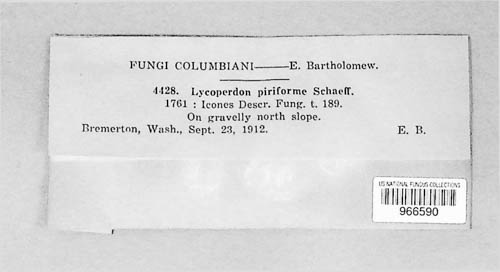 FUNGI COLUMBIANI——E. Bartholomew.
4428. Lycoperdon piriforme Schaeff.
1761 : Icones Descr. Fung. t. 189.
On gravelly north slope.
Bremerton, Wash., Sept. 23, 1912. E. B.
US NATIONAL FUNGUS COLLECTIONS
966590